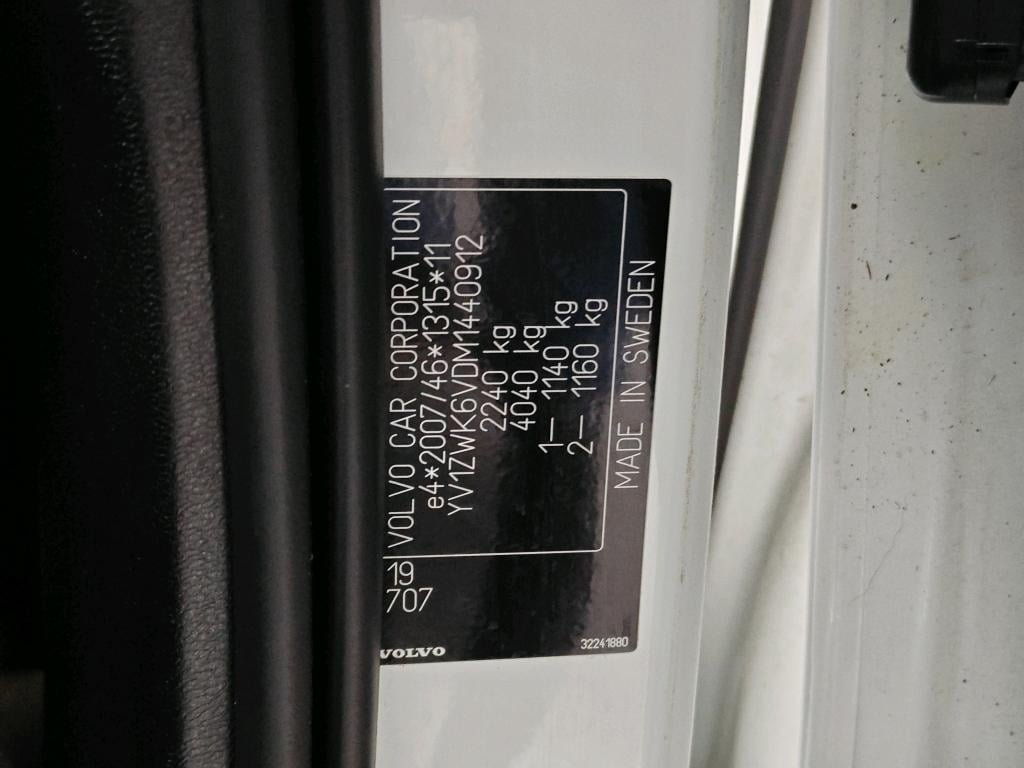 VOLVO CAR CORPORATION
e4*2007/46*1315*11
YV1ZWK6VDM1440912
2240 kg
4040 kg
1– 1140 kg
2– 1160 kg
MADE IN SWEDEN
19
707
VOLVO
32241880